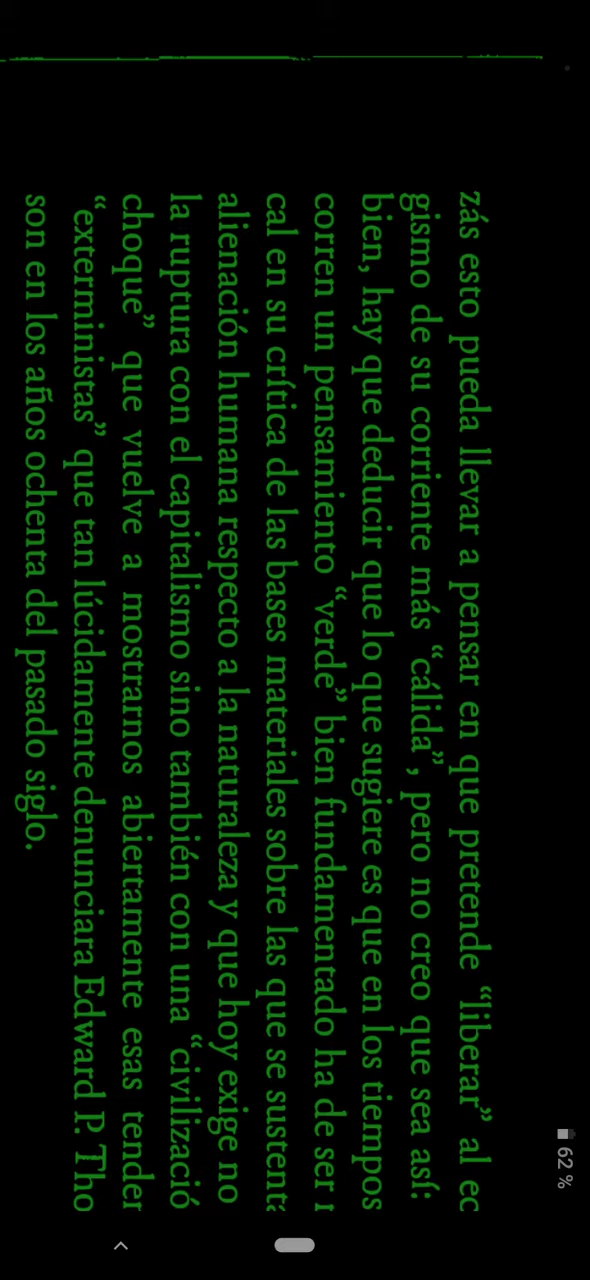 zás esto pueda llevar a pensar en que pretende “liberar” al ec
gismo de su corriente más “cálida”, pero no creo que sea así:
bien, hay que deducir que lo que sugiere es que en los tiempos
corren un pensamiento “verde” bien fundamentado ha de ser
cal en su crítica de las bases materiales sobre las que se sustent
alienación humana respecto a la naturaleza y que hoy exige no
la ruptura con el capitalismo sino también con una “civilizació
choque” que vuelve a mostrarnos abiertamente esas tender
“exterministas” que tan lúcidamente denunciara Edward P. Tho
son en los años ochenta del pasado siglo.
62 %